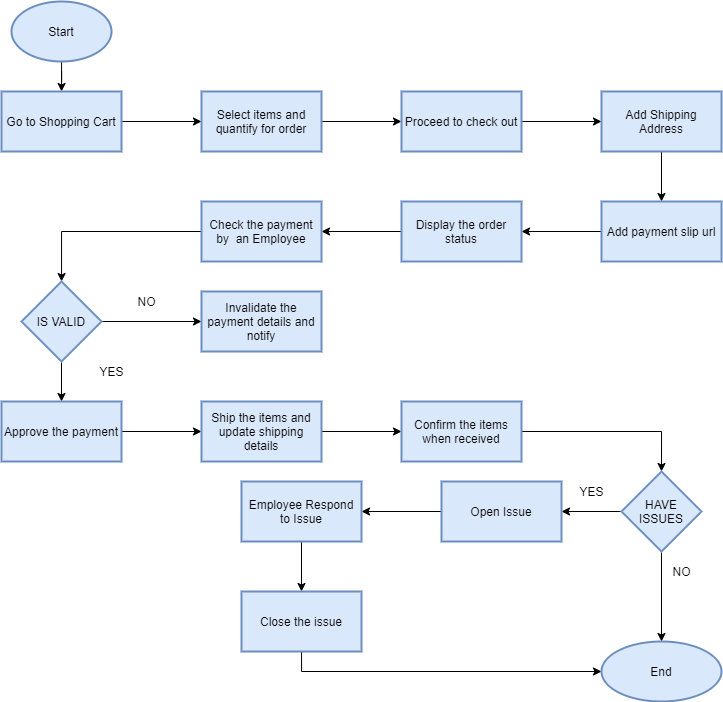 Start
Go to Shopping Cart
Select items and
quantify for order
Proceed to check out
Add Shipping
Address
Add payment slip url
Display the order
status
Check the payment
by an Employee
IS VALID
NO
Invalidate the
payment details and
notify
YES
Approve the payment
Ship the items and
update shipping
details
Confirm the items
when received
HAVE
ISSUES
YES
Open Issue
Employee Respond
to Issue
Close the issue
NO
End